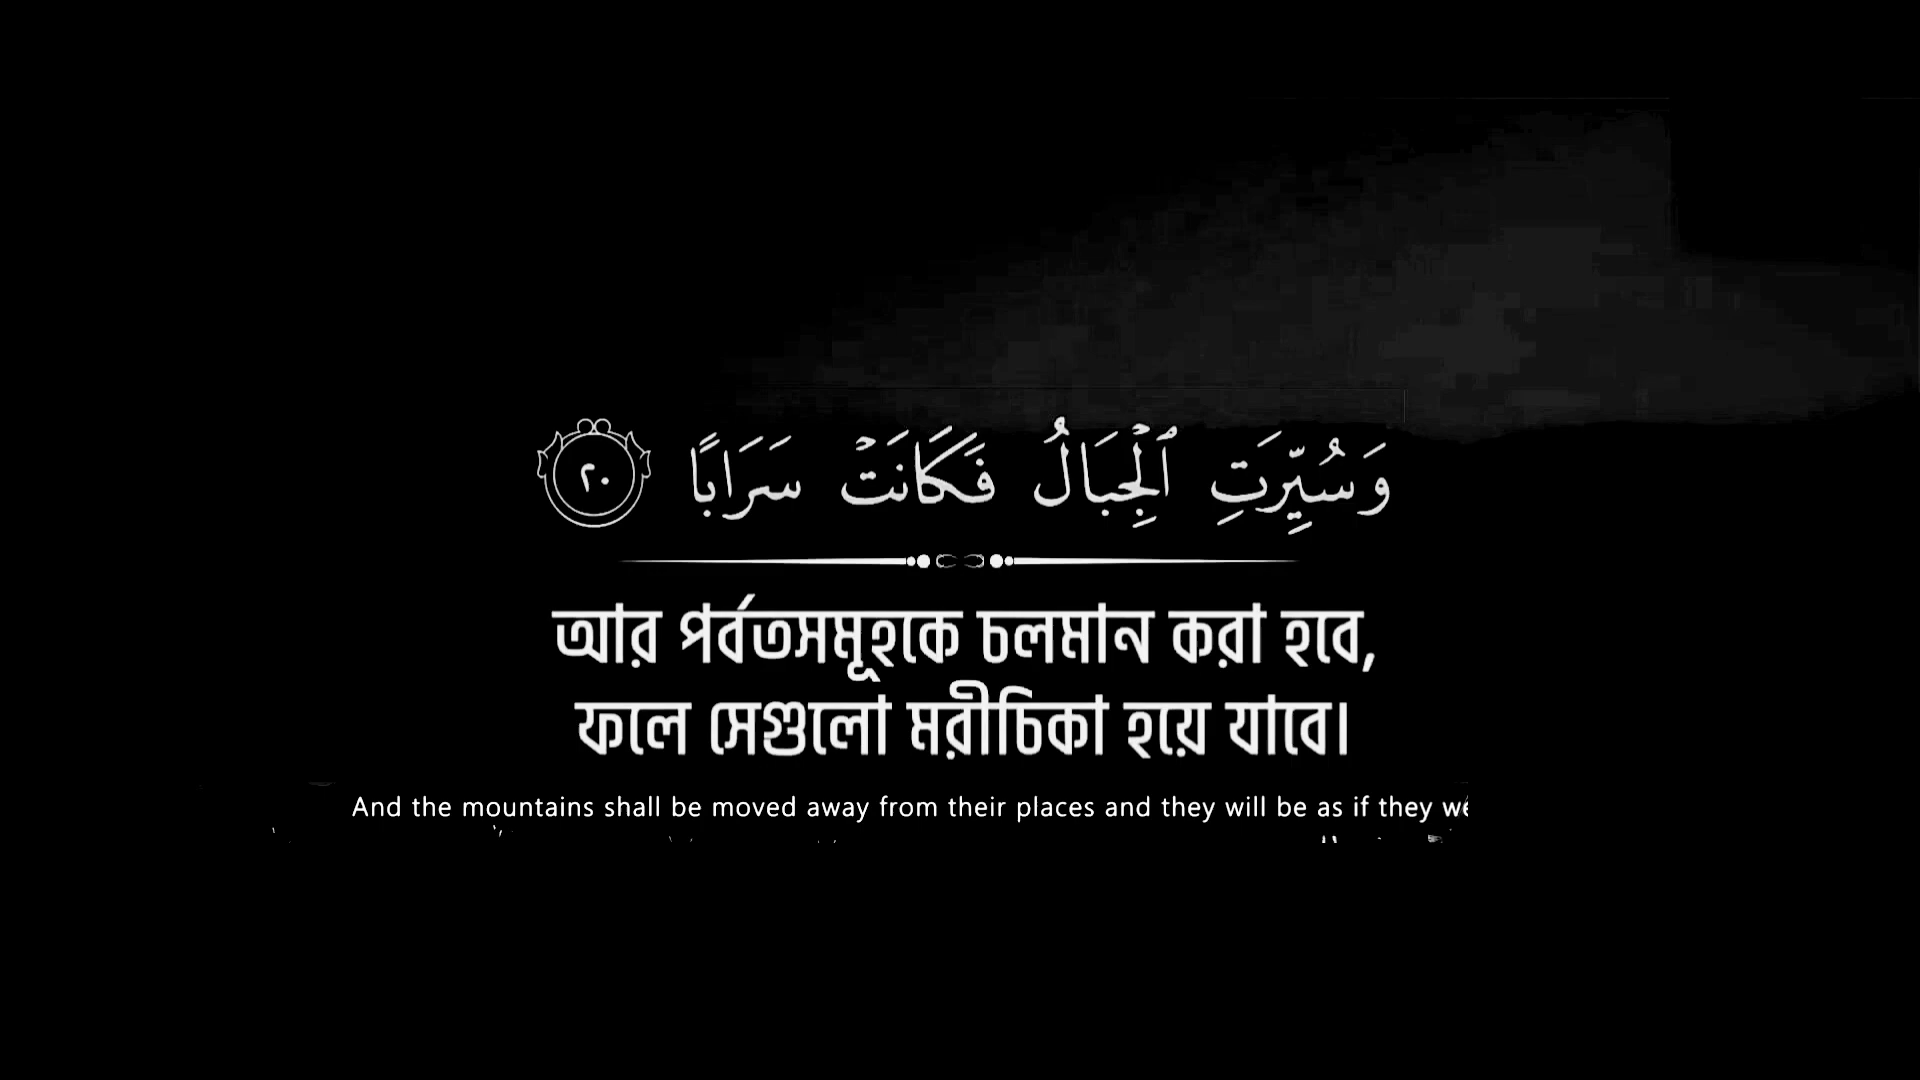 وَسُيِّرَتِ ٱلْجِبَالُ فَكَانَتْ سَرَابًا ٢٠
আর পর্বতসমূহকে চলমান করা হবে,
ফলে সেগুলো মরীচিকা হয়ে যাবে।
And the mountains shall be moved away from their places and they will be as if they